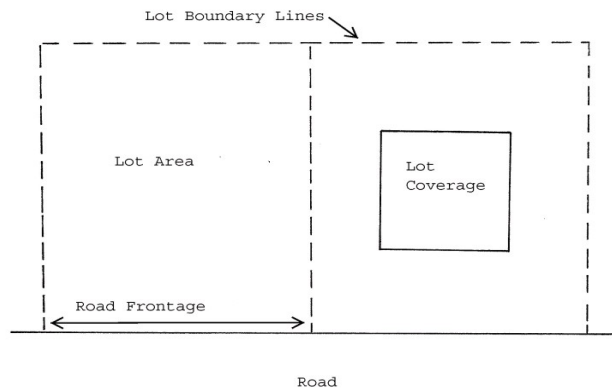 Lot Boundary Lines
Lot Area
Lot
Coverage
Road Frontage
Road